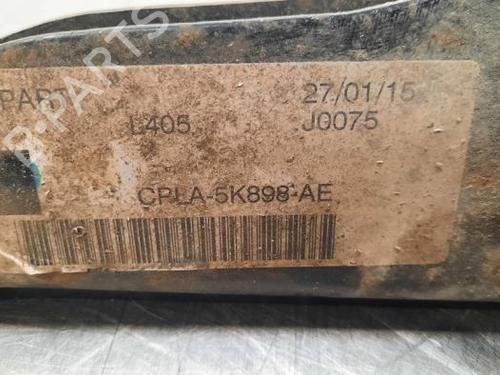 PART
27/01/15
L405
J0075
CPLA-5K898-AE
B-PARTS